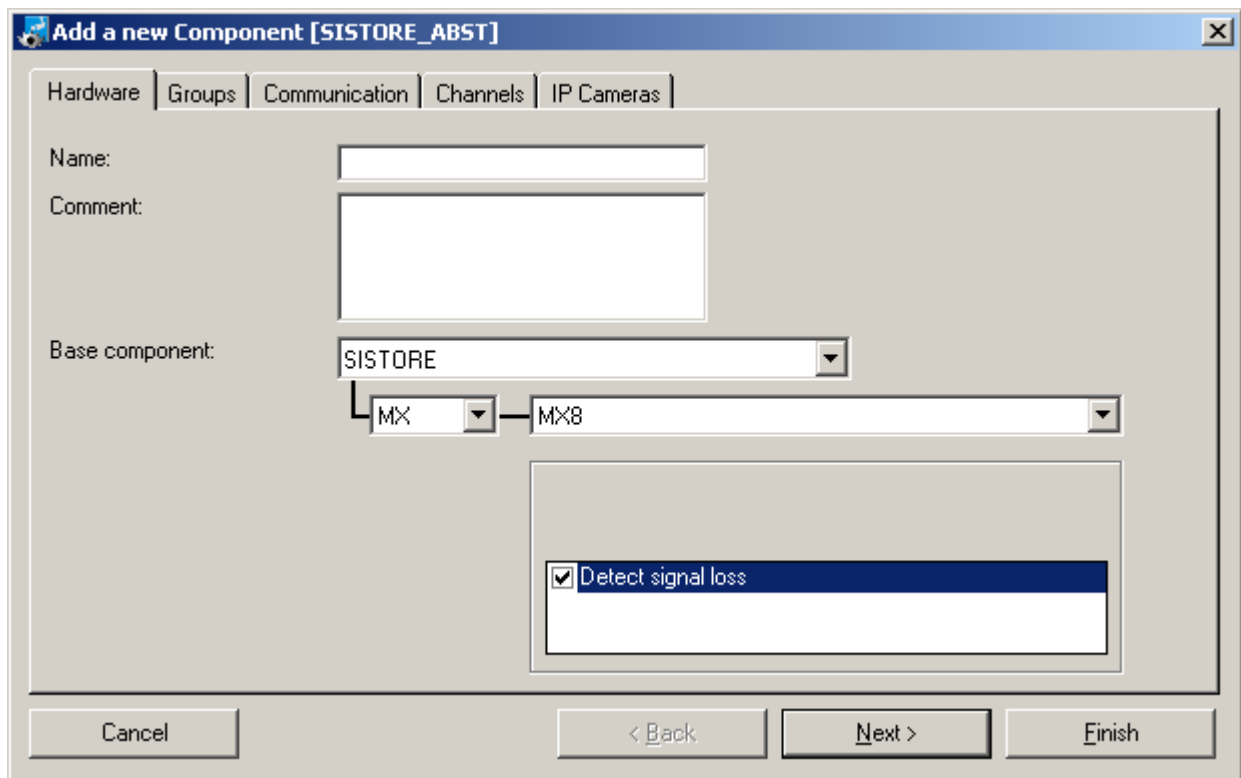 Add a new Component [SISTORE_ABST]
Hardware Groups Communication Channels IP Cameras
Name:
Comment:
Base component: SISTORE
MX MX8
Detect signal loss
Cancel < Back Next > Finish